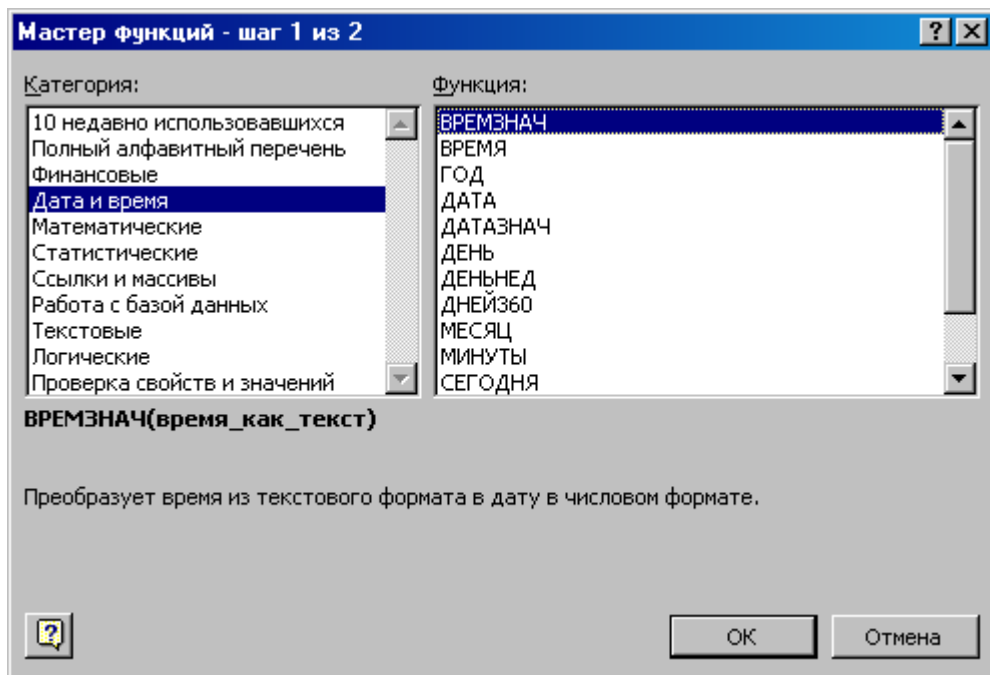 Мастер функций - шаг 1 из 2
Категория:
Функция:
10 недавно использовавшихся
Полный алфавитный перечень
Финансовые
Дата и время
Математические
Статистические
Ссылки и массивы
Работа с базой данных
Текстовые
Логические
Проверка свойств и значений
ВРЕМЗНАЧ
ВРЕМЯ
ГОД
ДАТА
ДАТАЗНАЧ
ДЕНЬ
ДЕНЬНЕД
ДНЕЙ360
МЕСЯЦ
МИНУТЫ
СЕГОДНЯ
ВРЕМЗНАЧ(время_как_текст)
Преобразует время из текстового формата в дату в числовом формате.
ОК
Отмена